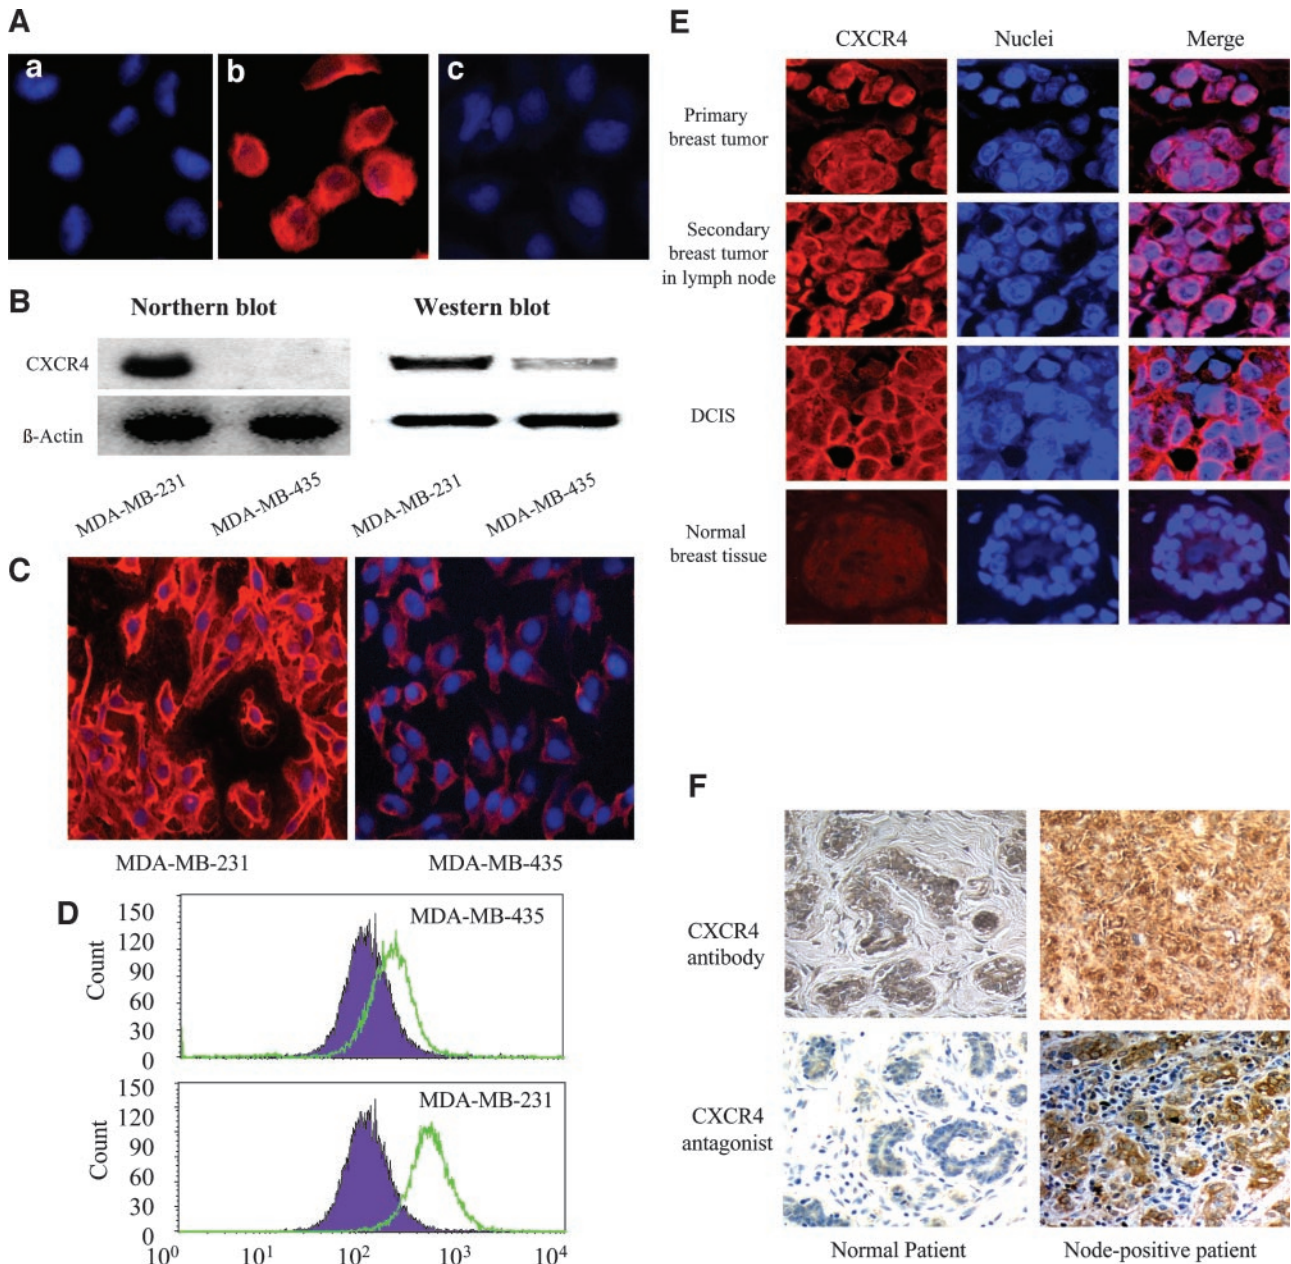 A
a
b
c
B
Northern blot
Western blot
CXCR4
ß-Actin
MDA-MB-231
MDA-MB-435
MDA-MB-231
MDA-MB-435
C
MDA-MB-231
MDA-MB-435
D
MDA-MB-435
Count
150
120
90
60
30
0
MDA-MB-231
Count
150
120
90
60
30
0
10⁰ 10¹ 10² 10³ 10⁴
E
CXCR4
Nuclei
Merge
Primary
breast tumor
Secondary
breast tumor
in lymph node
DCIS
Normal
breast tissue
F
CXCR4
antibody
CXCR4
antagonist
Normal Patient
Node-positive patient